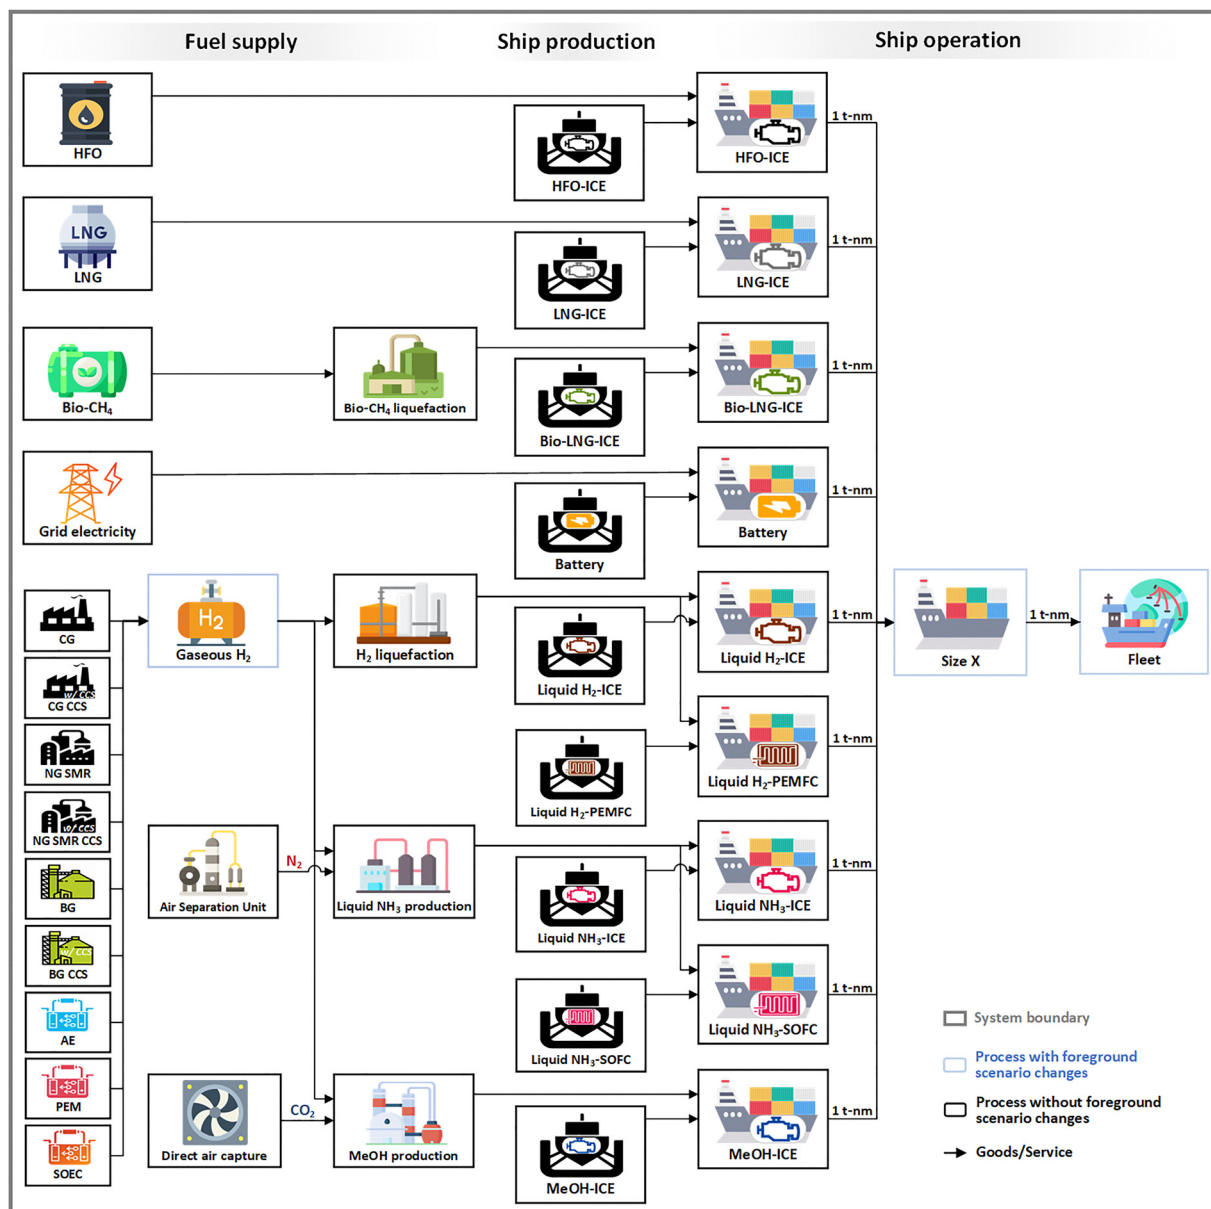 Fuel supply
Ship production
Ship operation
HFO
HFO-ICE
HFO-ICE
1 t-nm
LNG
LNG
LNG-ICE
LNG-ICE
1 t-nm
Bio-CH₄
Bio-CH₄ liquefaction
Bio-LNG-ICE
Bio-LNG-ICE
1 t-nm
Grid electricity
Battery
Battery
1 t-nm
CG
w/ CCS
CG CCS
NG SMR
w/ CCS
NG SMR CCS
BG
w/ CCS
BG CCS
AE
PEM
SOEC
H₂
Gaseous H₂
H₂ liquefaction
Liquid H₂-ICE
Liquid H₂-ICE
1 t-nm
Size X
1 t-nm
Fleet
Liquid H₂-PEMFC
Liquid H₂-PEMFC
1 t-nm
Air Separation Unit
N₂
Liquid NH₃ production
Liquid NH₃-ICE
Liquid NH₃-ICE
1 t-nm
Liquid NH₃-SOFC
Liquid NH₃-SOFC
1 t-nm
Direct air capture
CO₂
MeOH production
MeOH-ICE
MeOH-ICE
1 t-nm
System boundary
Process with foreground
scenario changes
Process without foreground
scenario changes
Goods/Service